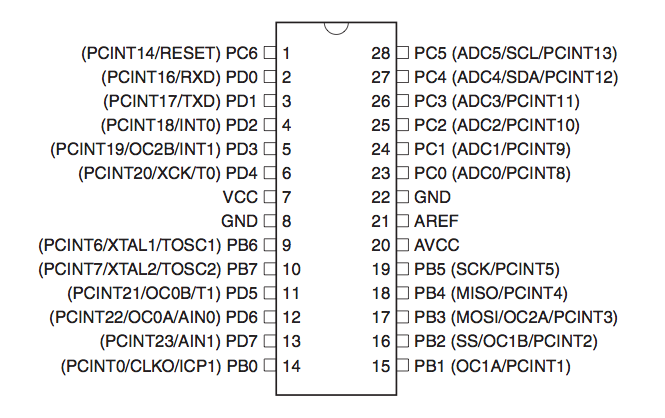 (PCINT14/RESET) PC6 1 28 PC5 (ADC5/SCL/PCINT13)
(PCINT16/RXD) PD0 2 27 PC4 (ADC4/SDA/PCINT12)
(PCINT17/TXD) PD1 3 26 PC3 (ADC3/PCINT11)
(PCINT18/INT0) PD2 4 25 PC2 (ADC2/PCINT10)
(PCINT19/OC2B/INT1) PD3 5 24 PC1 (ADC1/PCINT9)
(PCINT20/XCK/T0) PD4 6 23 PC0 (ADC0/PCINT8)
VCC 7 22 GND
GND 8 21 AREF
(PCINT6/XTAL1/TOSC1) PB6 9 20 AVCC
(PCINT7/XTAL2/TOSC2) PB7 10 19 PB5 (SCK/PCINT5)
(PCINT21/OC0B/T1) PD5 11 18 PB4 (MISO/PCINT4)
(PCINT22/OC0A/AIN0) PD6 12 17 PB3 (MOSI/OC2A/PCINT3)
(PCINT23/AIN1) PD7 13 16 PB2 (SS/OC1B/PCINT2)
(PCINT0/CLKO/ICP1) PB0 14 15 PB1 (OC1A/PCINT1)